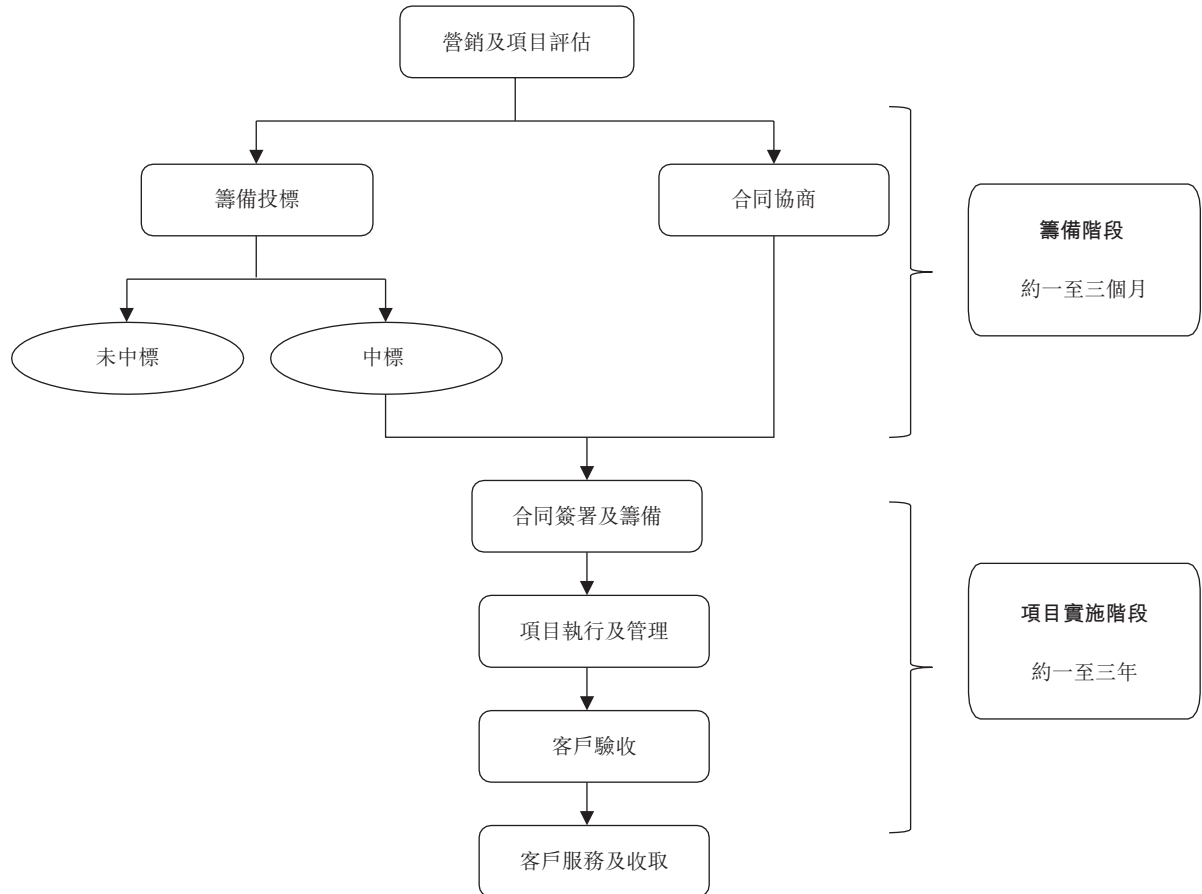 營銷及項目評估
籌備投標
合同協商
籌備階段
約一至三個月
未中標
中標
合同簽署及籌備
項目執行及管理
項目實施階段
約一至三年
客戶驗收
客戶服務及收取